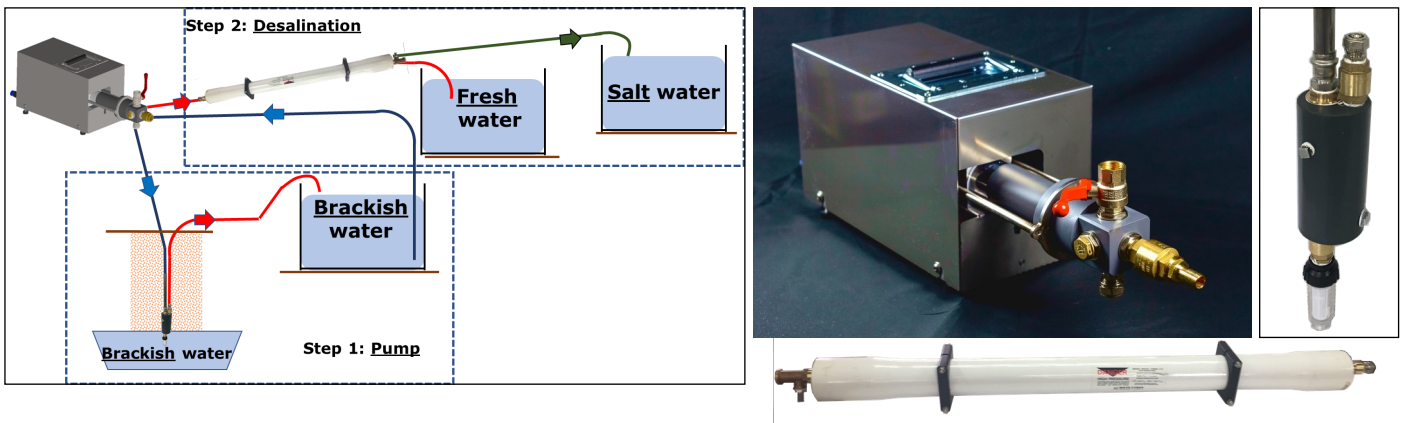 Step 2: Desalination
Fresh
water
Salt water
Brackish
water
Brackish water
Step 1: Pump